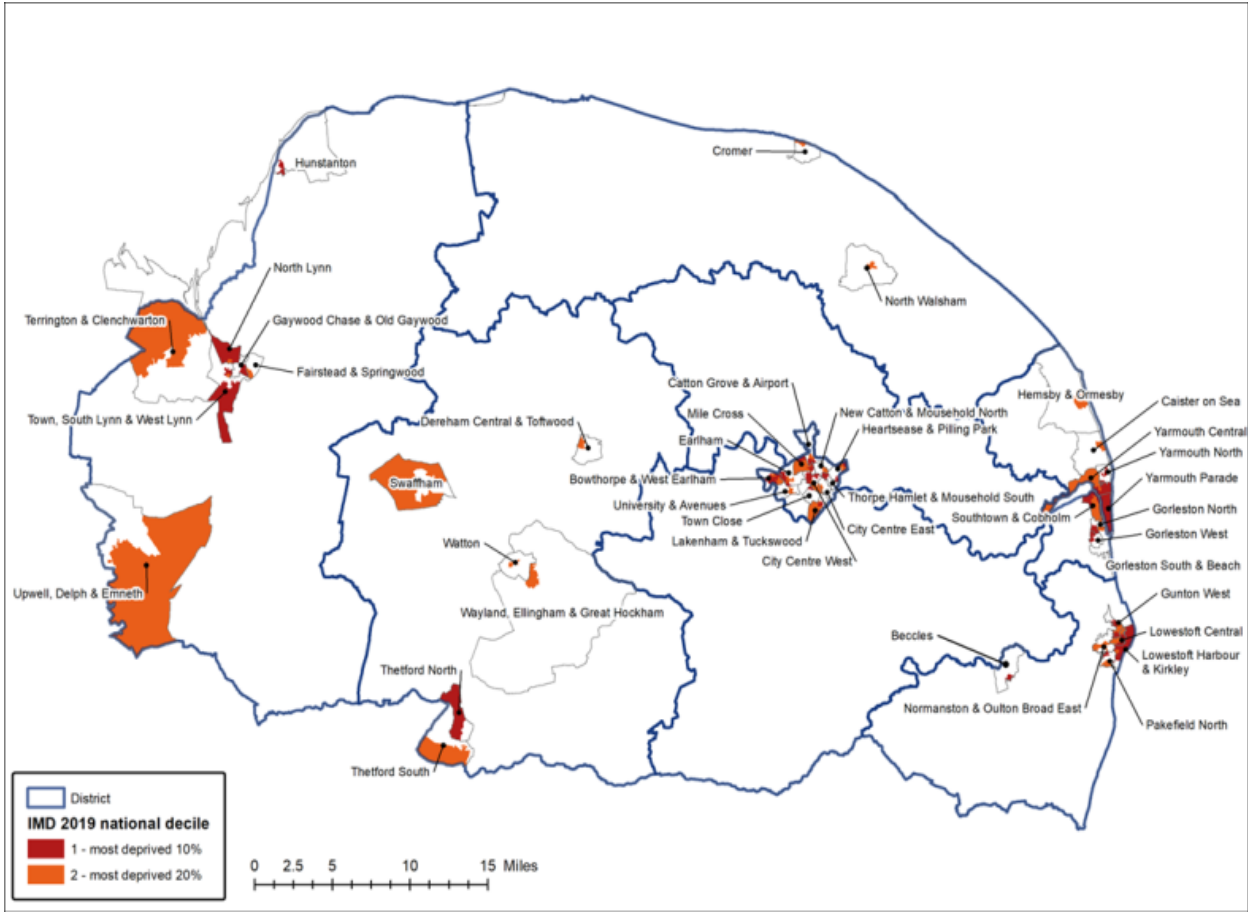 Hunstanton
Cromer
North Walsham
North Lynn
Gaywood Chase & Old Gaywood
Terrington & Clenchwarton
Fairstead & Springwood
Town, South Lynn & West Lynn
Catton Grove & Airport
Mile Cross
New Catton & Mousehold North
Heartsease & Pilling Park
Dereham Central & Toftwood
Earlham
Bowthorpe & West Earlham
University & Avenues
Town Close
Lakenham & Tuckswood
City Centre West
City Centre East
Thorpe Hamlet & Mousehold South
Hemsby & Ormesby
Caister on Sea
Yarmouth Central
Yarmouth North
Yarmouth Parade
Gorleston North
Southtown & Cobholm
Gorleston West
Gorleston South & Beach
Swaffham
Watton
Wayland, Ellingham & Great Hockham
Upwell, Delph & Emneth
Thetford North
Thetford South
Beccles
Gunton West
Lowestoft Central
Lowestoft Harbour
& Kirkley
Normanston & Oulton Broad East
Pakefield North
District
IMD 2019 national decile
1 - most deprived 10%
2 - most deprived 20%
0 2.5 5 10 15 Miles